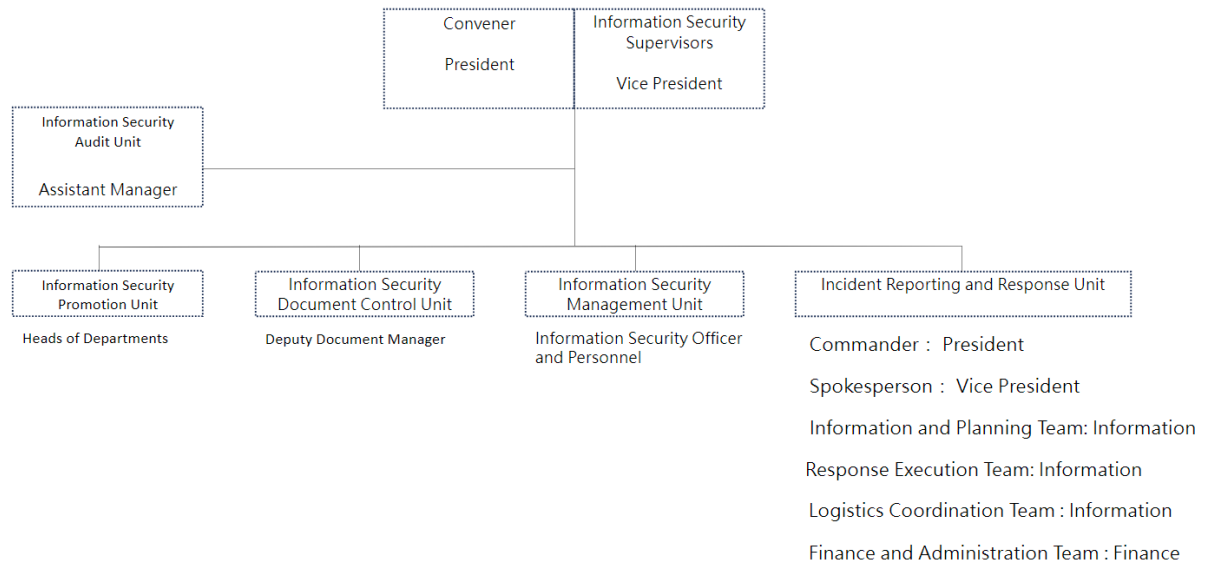 Convener
President
Information Security
Supervisors
Vice President
Information Security
Audit Unit
Assistant Manager
Information Security
Promotion Unit
Heads of Departments
Information Security
Document Control Unit
Deputy Document Manager
Information Security
Management Unit
Information Security Officer
and Personnel
Incident Reporting and Response Unit
Commander : President
Spokesperson : Vice President
Information and Planning Team: Information
Response Execution Team: Information
Logistics Coordination Team : Information
Finance and Administration Team : Finance